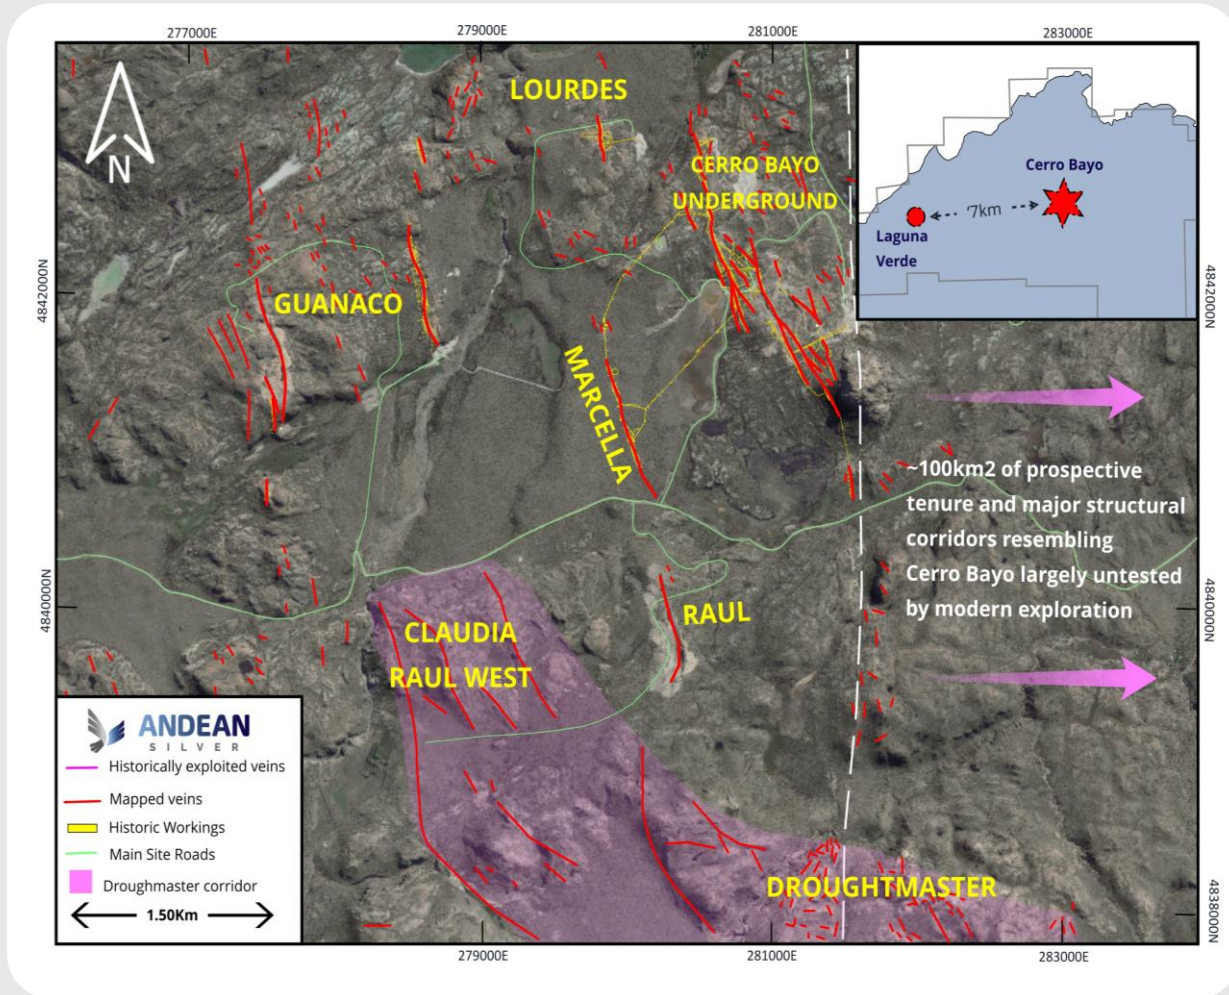 277000E
279000E
281000E
283000E
N
LOURDES
CERRO BAYO
UNDERGROUND
GUANACO
MARCELLA
Cerro Bayo
'7km
Laguna
Verde
4842000N
4842000N
~100km2 of prospective
tenure and major structural
corridors resembling
Cerro Bayo largely untested
by modern exploration
4840000N
4840000N
RAUL
CLAUDIA
RAUL WEST
DROUGHTMASTER
ANDEAN
SILVER
Historically exploited veins
Mapped veins
Historic Workings
Main Site Roads
Droughmaster corridor
1.50Km
4838000N
279000E
281000E
283000E